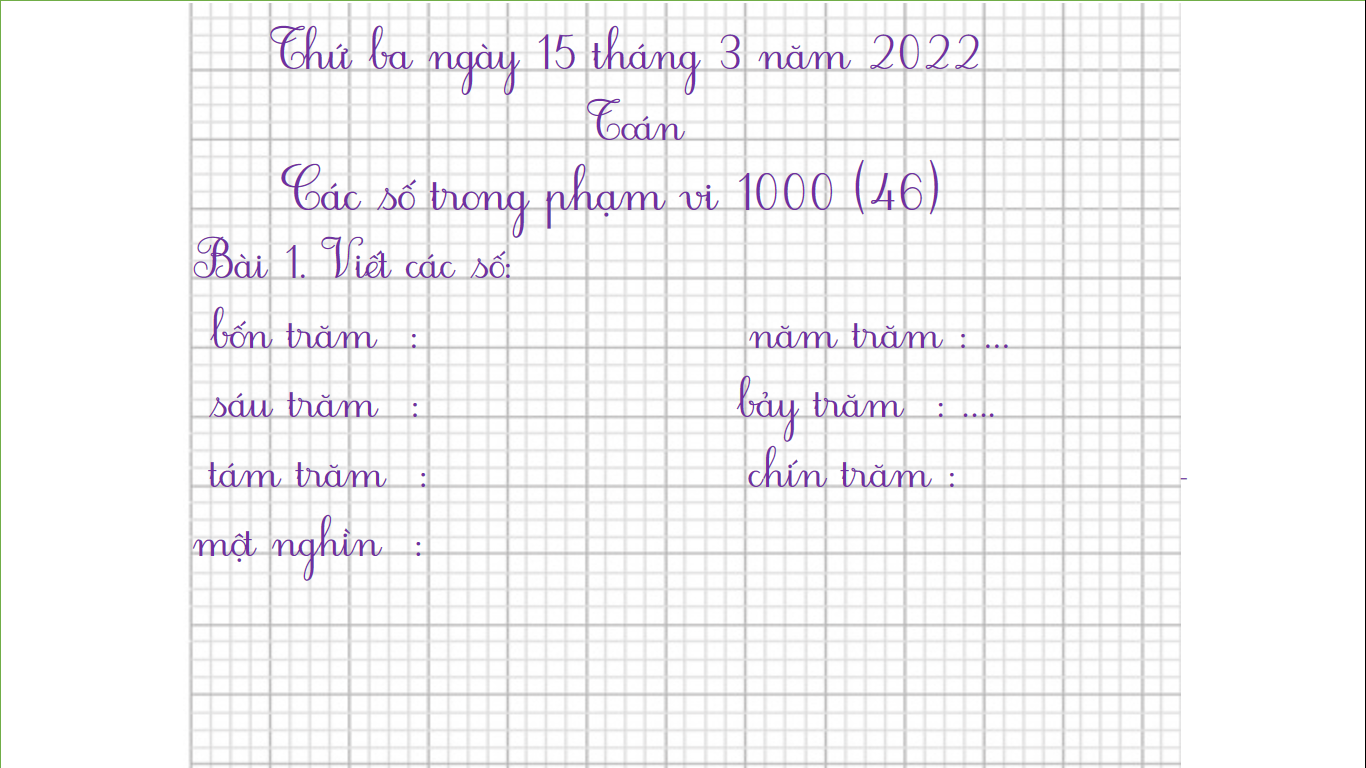 Thứ ba ngày 15 tháng 3 năm 2022
Toán
Các số trong phạm vi 1000 (46)
Bài 1. Viết các số:
bốn trăm : năm trăm : ...
sáu trăm : bảy trăm : ....
tám trăm : chín trăm : -
một nghìn :